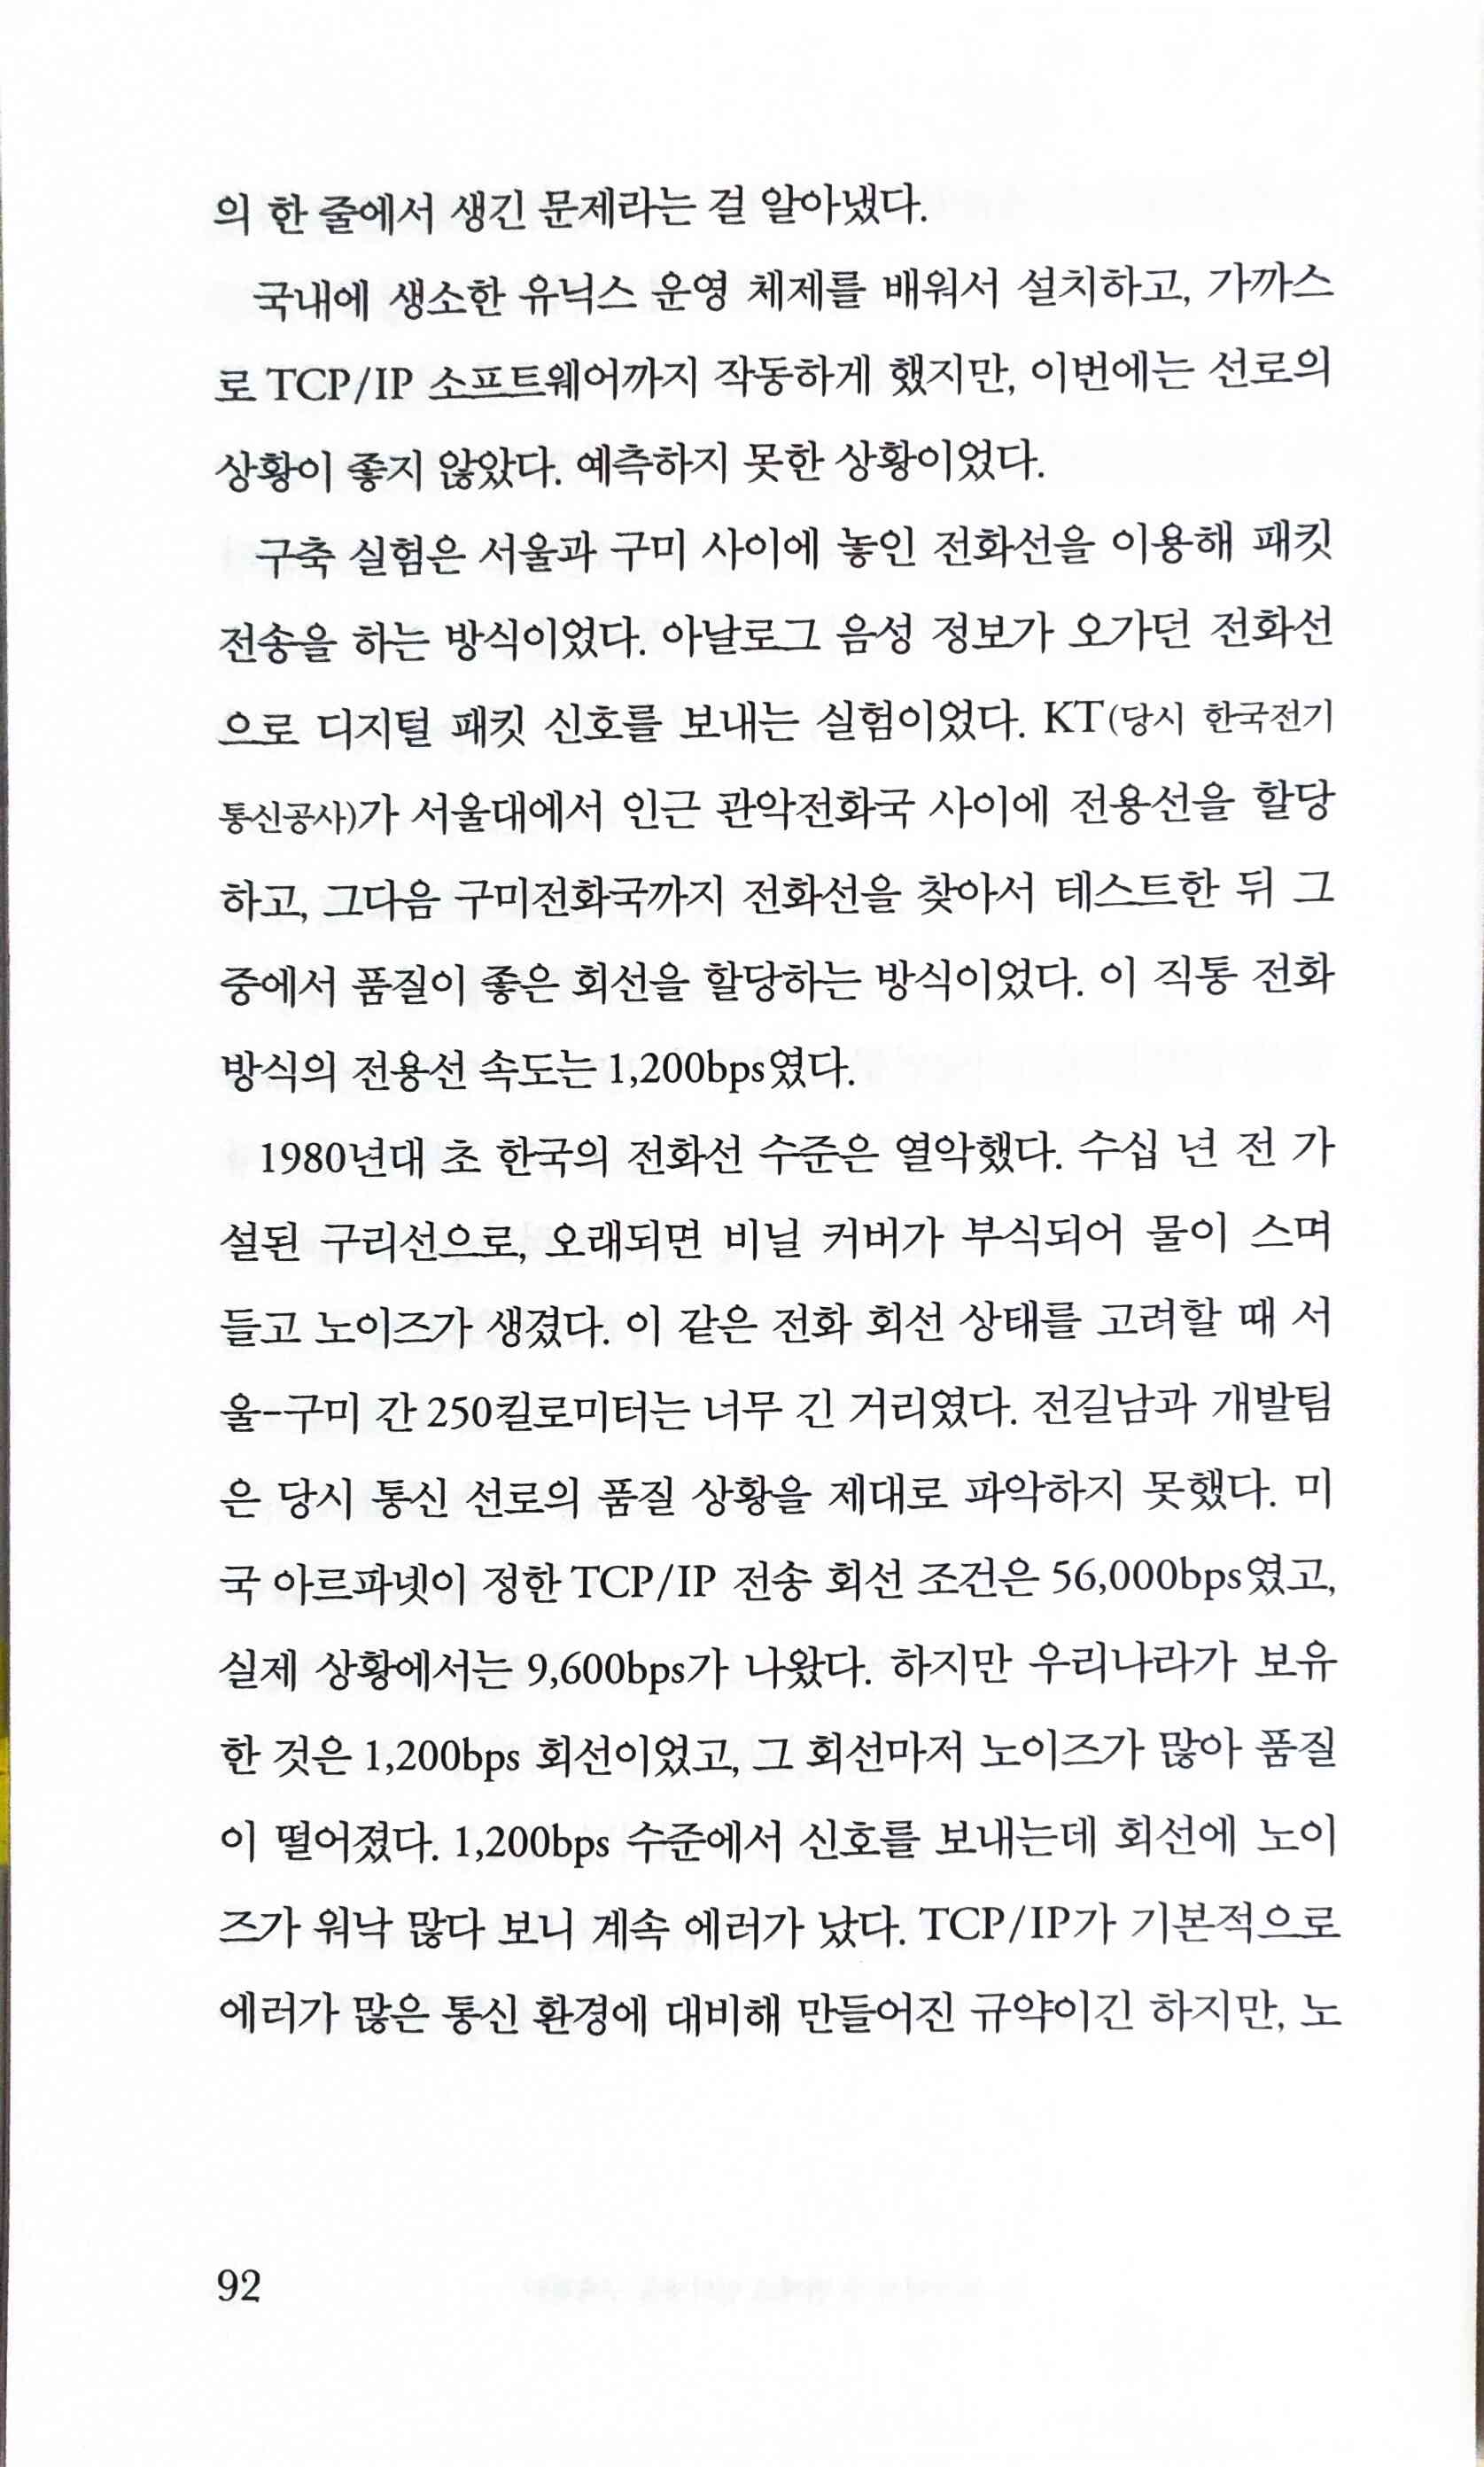 의 한 줄에서 생긴 문제라는 걸 알아냈다.
국내에 생소한 유닉스 운영 체제를 배워서 설치하고, 가까스
로 TCP/IP 소프트웨어까지 작동하게 했지만, 이번에는 선로의
상황이 좋지 않았다. 예측하지 못한 상황이었다.
구축 실험은 서울과 구미 사이에 놓인 전화선을 이용해 패킷
전송을 하는 방식이었다. 아날로그 음성 정보가 오가던 전화선
으로 디지털 패킷 신호를 보내는 실험이었다. KT(당시 한국전기
통신공사)가 서울대에서 인근 관악전화국 사이에 전용선을 할당
하고, 그다음 구미전화국까지 전화선을 찾아서 테스트한 뒤 그
중에서 품질이 좋은 회선을 할당하는 방식이었다. 이 직통 전화
방식의 전용선 속도는 1,200bps였다.
1980년대 초 한국의 전화선 수준은 열악했다. 수십 년 전 가
설된 구리선으로, 오래되면 비닐 커버가 부식되어 물이 스며
들고 노이즈가 생겼다. 이 같은 전화 회선 상태를 고려할 때 서
울-구미 간 250킬로미터는 너무 긴 거리였다. 전길남과 개발팀
은 당시 통신 선로의 품질 상황을 제대로 파악하지 못했다. 미
국 아르파넷이 정한 TCP/IP 전송 회선 조건은 56,000bps였고,
실제 상황에서는 9,600bps가 나왔다. 하지만 우리나라가 보유
한 것은 1,200bps 회선이었고, 그 회선마저 노이즈가 많아 품질
이 떨어졌다. 1,200bps 수준에서 신호를 보내는데 회선에 노이
즈가 워낙 많다 보니 계속 에러가 났다. TCP/IP가 기본적으로
에러가 많은 통신 환경에 대비해 만들어진 규약이긴 하지만, 노
92